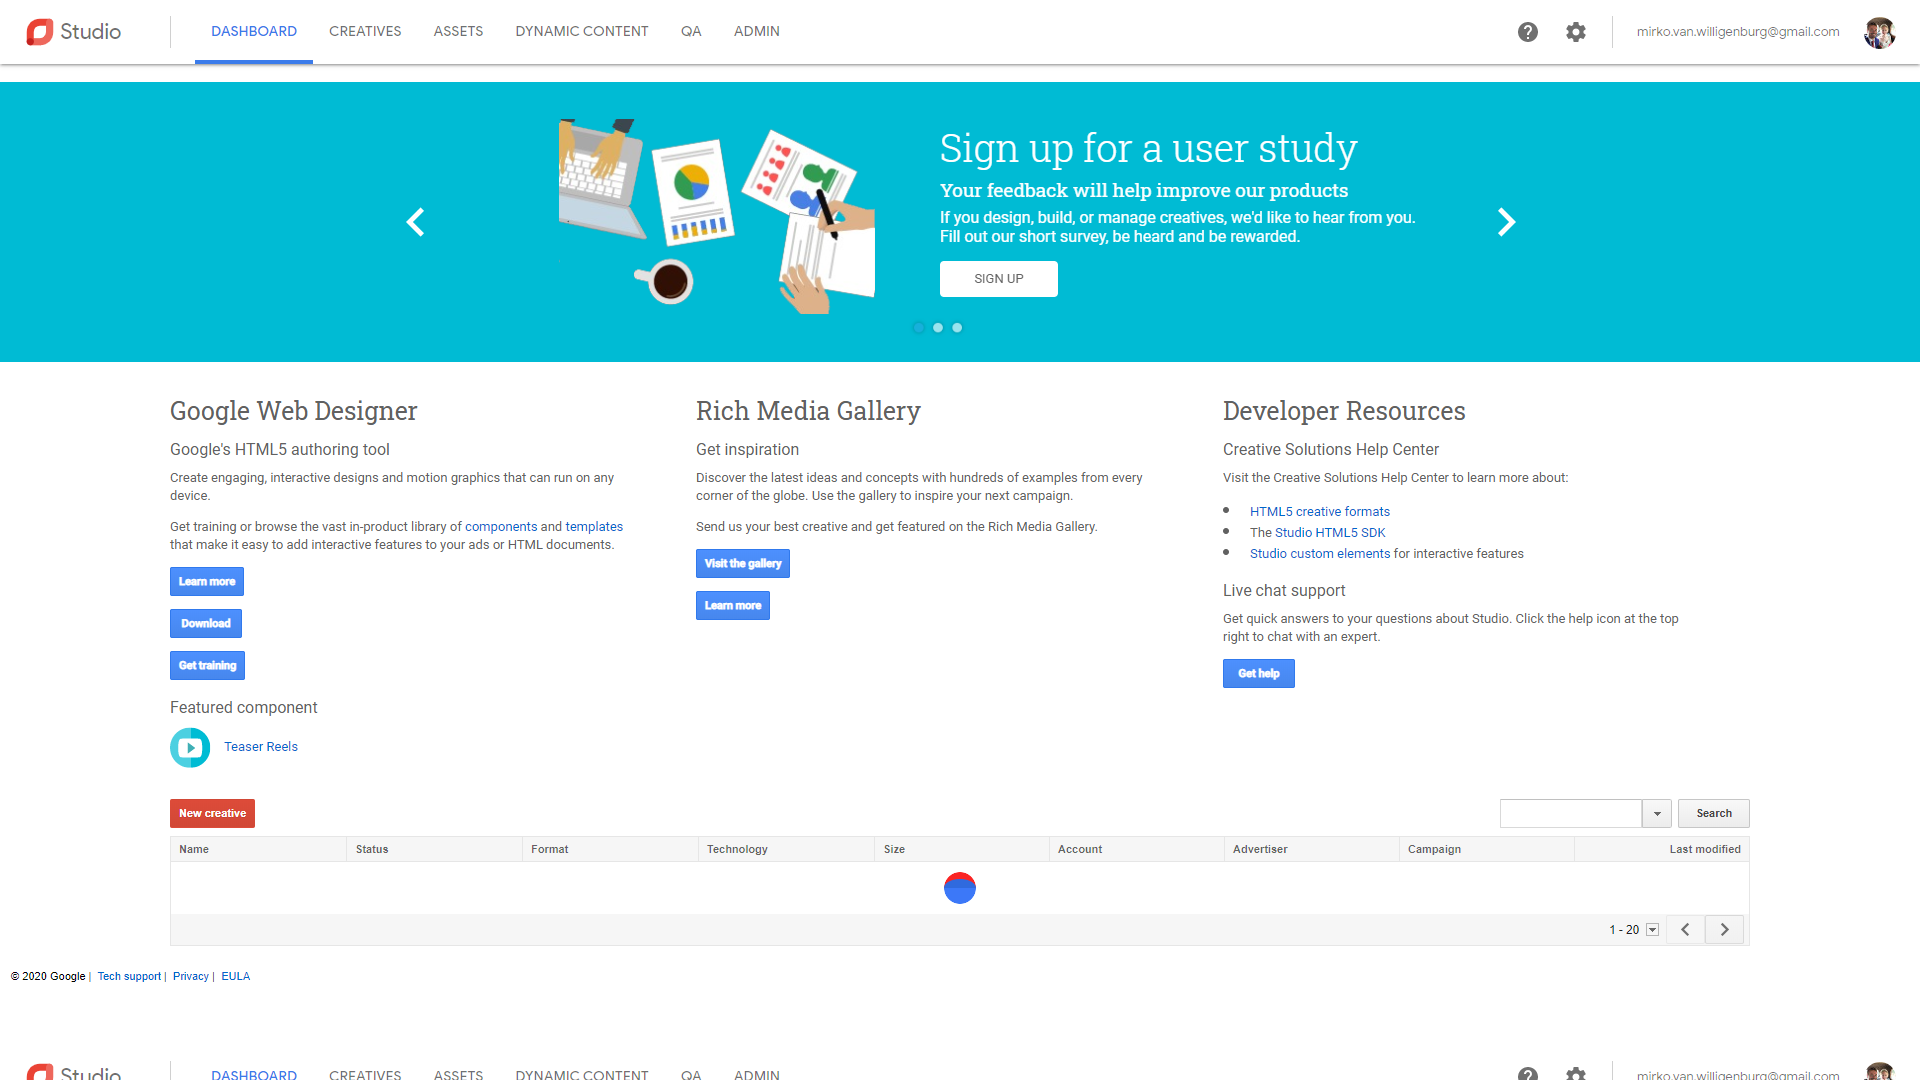 Studio
DASHBOARD CREATIVES ASSETS DYNAMIC CONTENT QA ADMIN
mirko.van.willigenburg@gmail.com
Sign up for a user study
Your feedback will help improve our products
If you design, build, or manage creatives, we'd like to hear from you.
Fill out our short survey, be heard and be rewarded.
SIGN UP
Google Web Designer
Google's HTML5 authoring tool
Create engaging, interactive designs and motion graphics that can run on any
device.
Get training or browse the vast in-product library of components and templates
that make it easy to add interactive features to your ads or HTML documents.
Learn more
Download
Get training
Featured component
Teaser Reels
Rich Media Gallery
Get inspiration
Discover the latest ideas and concepts with hundreds of examples from every
corner of the globe. Use the gallery to inspire your next campaign.
Send us your best creative and get featured on the Rich Media Gallery.
Visit the gallery
Learn more
Developer Resources
Creative Solutions Help Center
Visit the Creative Solutions Help Center to learn more about:
HTML5 creative formats
The Studio HTML5 SDK
Studio custom elements for interactive features
Live chat support
Get quick answers to your questions about Studio. Click the help icon at the top
right to chat with an expert.
Get help
New creative
Search
Name Status Format Technology Size Account Advertiser Campaign Last modified
1 - 20
© 2020 Google | Tech support | Privacy | EULA
Studio
DASHBOARD CREATIVES ASSETS DYNAMIC CONTENT QA ADMIN
mirko.van.willigenburg@gmail.com